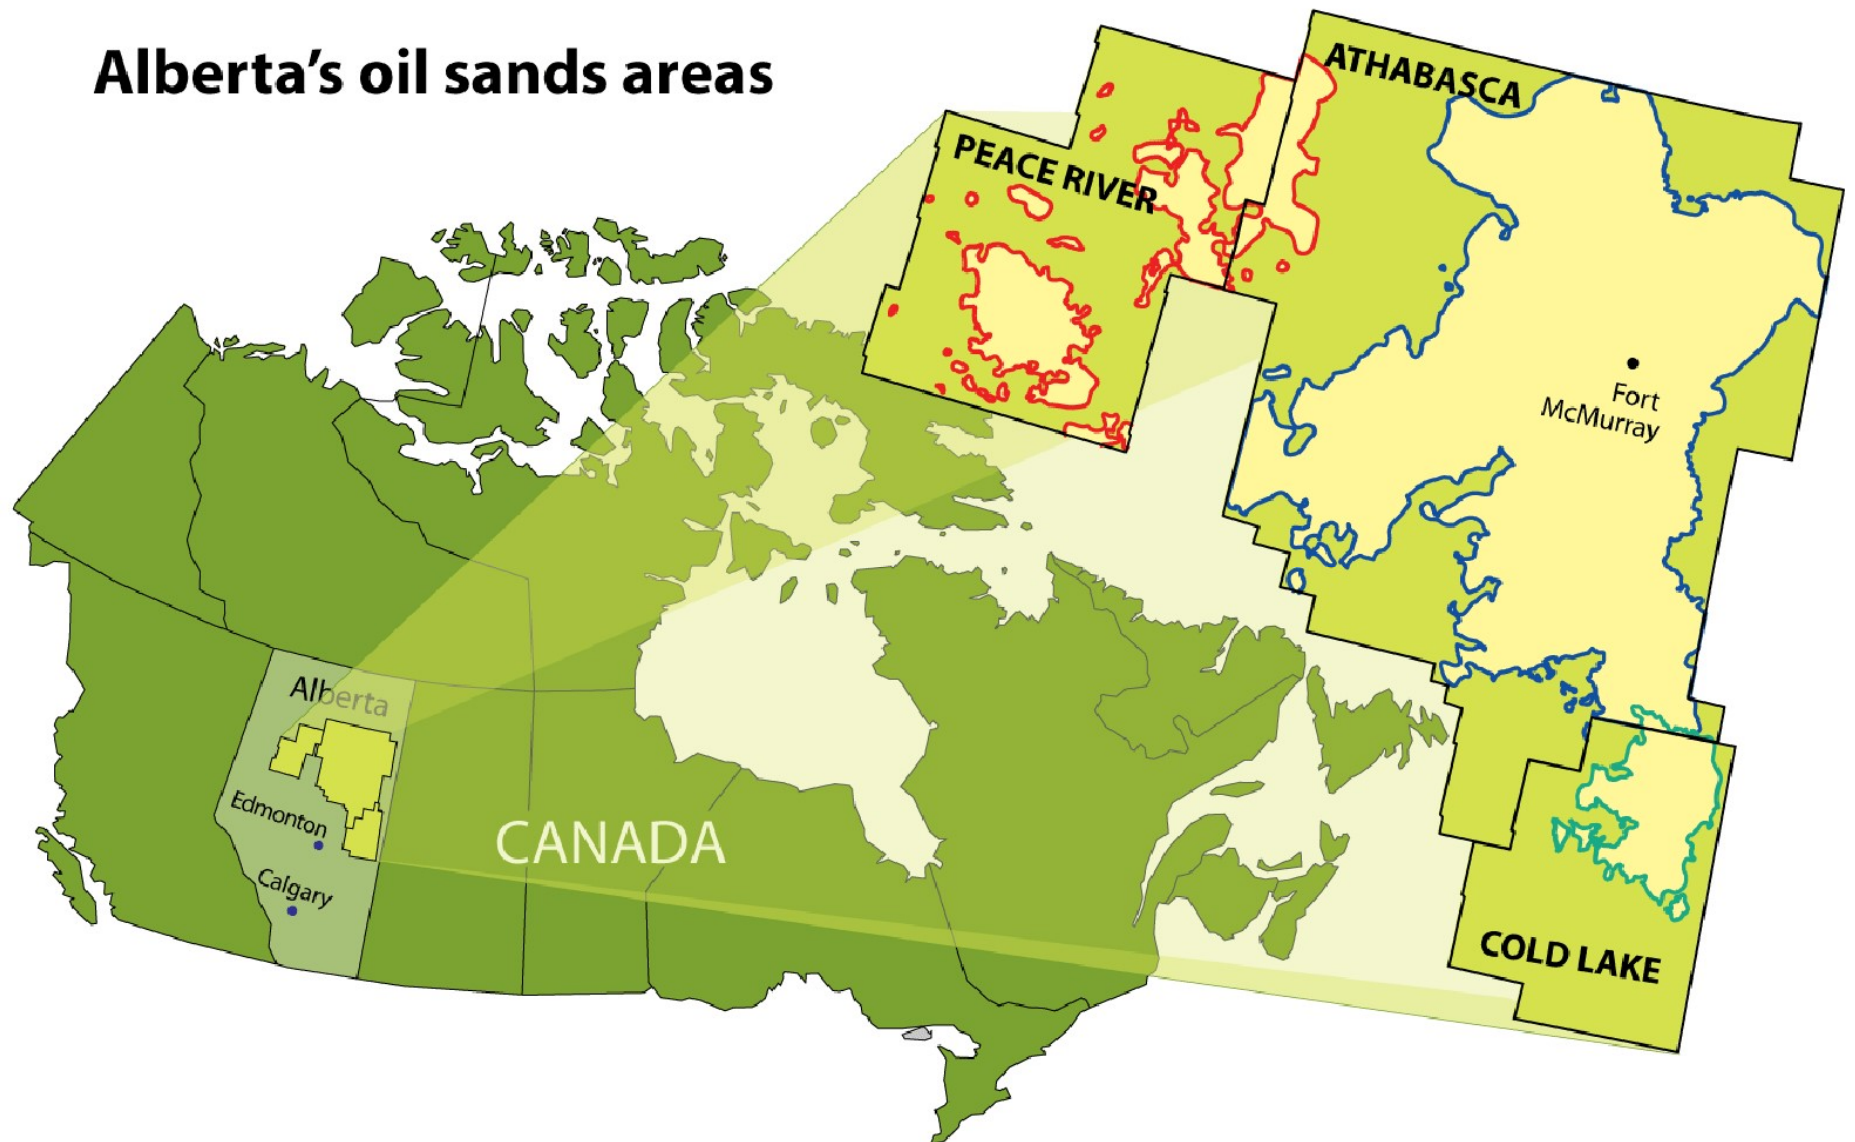 Alberta's oil sands areas
ATHABASCA
PEACE RIVER
Fort
McMurray
Alberta
Edmonton
CANADA
Calgary
COLD LAKE